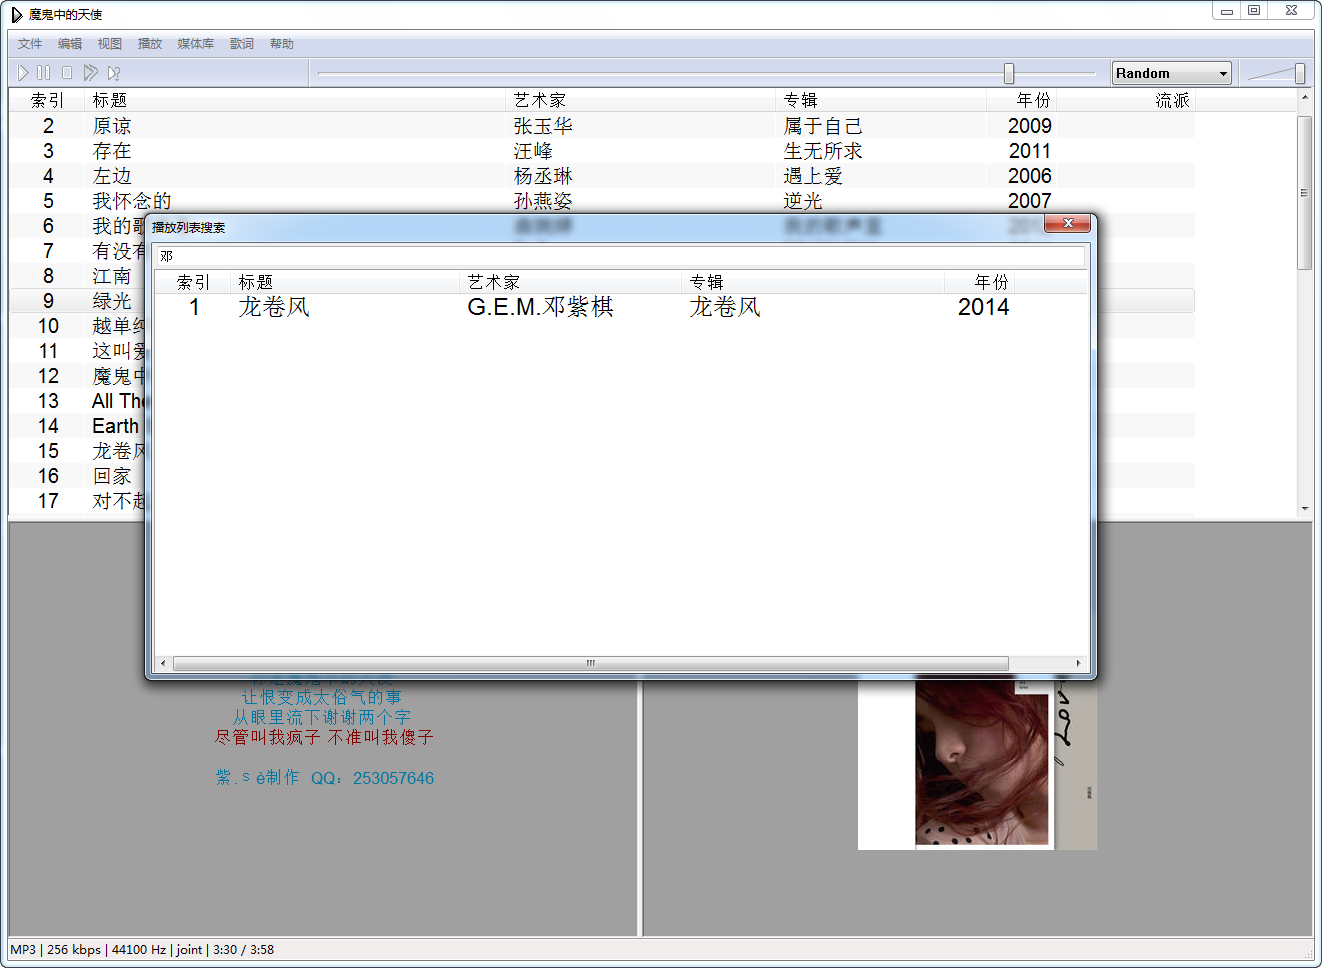 魔鬼中的天使
文件 编辑 视图 播放 媒体库 歌词 帮助
Random
索引 标题 艺术家 专辑 年份 流派
2 原谅 张玉华 属于自己 2009
3 存在 汪峰 生无所求 2011
4 左边 杨丞琳 遇上爱 2006
5 我怀念的 孙燕姿 逆光 2007
6 我的歌
7 有没有
8 江南
9 绿光
10 越单纯
11 这叫爱
12 魔鬼中
13 All The
14 Earth
15 龙卷风
16 回家
17 对不起
播放列表搜索
邓
索引 标题 艺术家 专辑 年份
1 龙卷风 G.E.M.邓紫棋 龙卷风 2014
让恨变成太俗气的事
从眼里流下谢谢两个字
尽管叫我疯子 不准叫我傻子
紫.s è制作 QQ：253057646
MP3 | 256 kbps | 44100 Hz | joint | 3:30 / 3:58